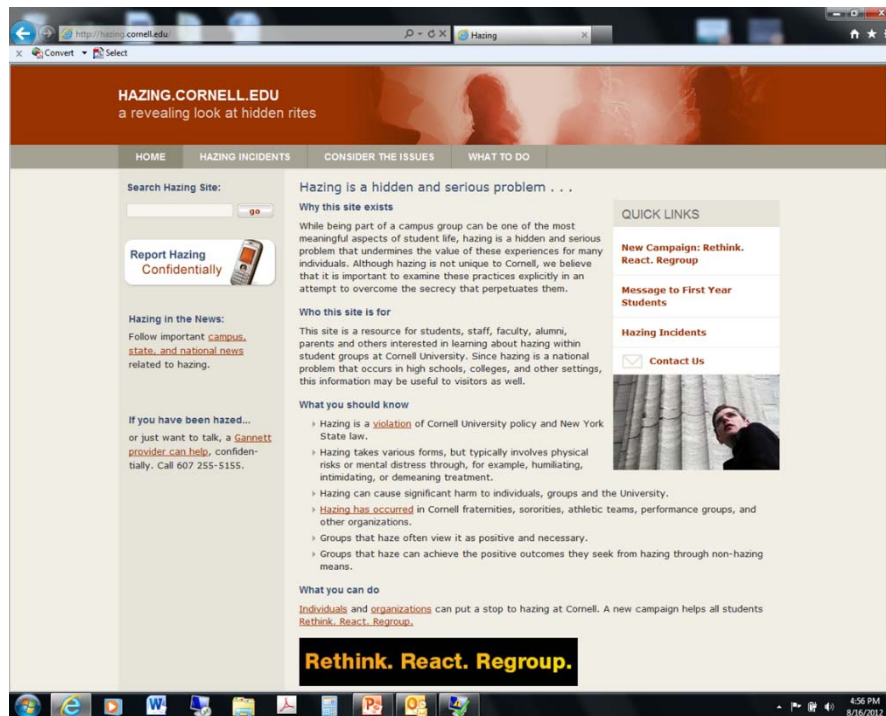 http://hazing.cornell.edu/
Hazing
Convert
Select
HAZING.CORNELL.EDU
a revealing look at hidden rites
HOME HAZING INCIDENTS CONSIDER THE ISSUES WHAT TO DO
Search Hazing Site:
go
Report Hazing
Confidentially
Hazing in the News:
Follow important campus,
state, and national news
related to hazing.
If you have been hazed...
or just want to talk, a Gannett
provider can help, confiden-
tially. Call 607 255-5155.
Hazing is a hidden and serious problem . . .
Why this site exists
While being part of a campus group can be one of the most
meaningful aspects of student life, hazing is a hidden and serious
problem that undermines the value of these experiences for many
individuals. Although hazing is not unique to Cornell, we believe
that it is important to examine these practices explicitly in an
attempt to overcome the secrecy that perpetuates them.
Who this site is for
This site is a resource for students, staff, faculty, alumni,
parents and others interested in learning about hazing within
student groups at Cornell University. Since hazing is a national
problem that occurs in high schools, colleges, and other settings,
this information may be useful to visitors as well.
What you should know
Hazing is a violation of Cornell University policy and New York
State law.
Hazing takes various forms, but typically involves physical
risks or mental distress through, for example, humiliating,
intimidating, or demeaning treatment.
Hazing can cause significant harm to individuals, groups and the University.
Hazing has occurred in Cornell fraternities, sororities, athletic teams, performance groups, and
other organizations.
Groups that haze often view it as positive and necessary.
Groups that haze can achieve the positive outcomes they seek from hazing through non-hazing
means.
What you can do
Individuals and organizations can put a stop to hazing at Cornell. A new campaign helps all students
Rethink. React. Regroup.
Rethink. React. Regroup.
QUICK LINKS
New Campaign: Rethink.
React. Regroup
Message to First Year
Students
Hazing Incidents
Contact Us
4:56 PM
8/16/2012